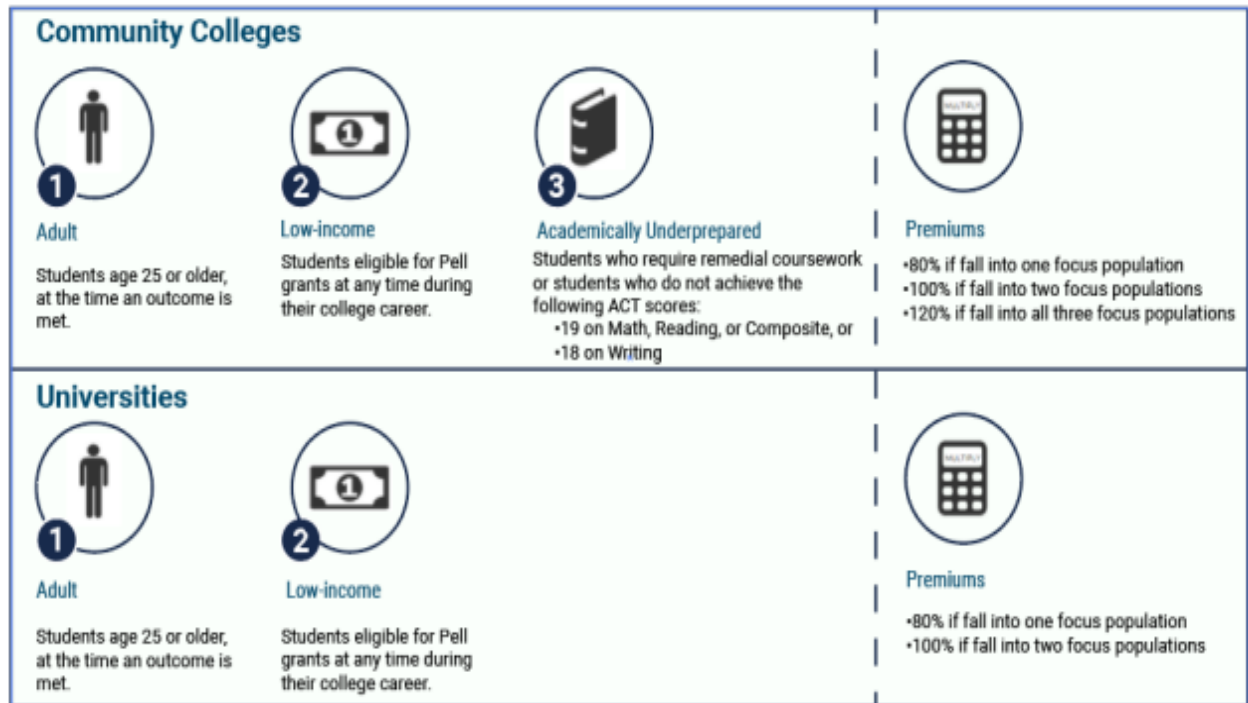 Community Colleges
1
2
3
MULTIPLY
Adult
Students age 25 or older,
at the time an outcome is
met.
Low-income
Students eligible for Pell
grants at any time during
their college career.
Academically Underprepared
Students who require remedial coursework
or students who do not achieve the
following ACT scores:
•19 on Math, Reading, or Composite, or
•18 on Writing
Premiums
•80% if fall into one focus population
•100% if fall into two focus populations
•120% if fall into all three focus populations
Universities
1
2
MULTIPLY
Adult
Students age 25 or older,
at the time an outcome is
met.
Low-income
Students eligible for Pell
grants at any time during
their college career.
Premiums
•80% if fall into one focus population
•100% if fall into two focus populations